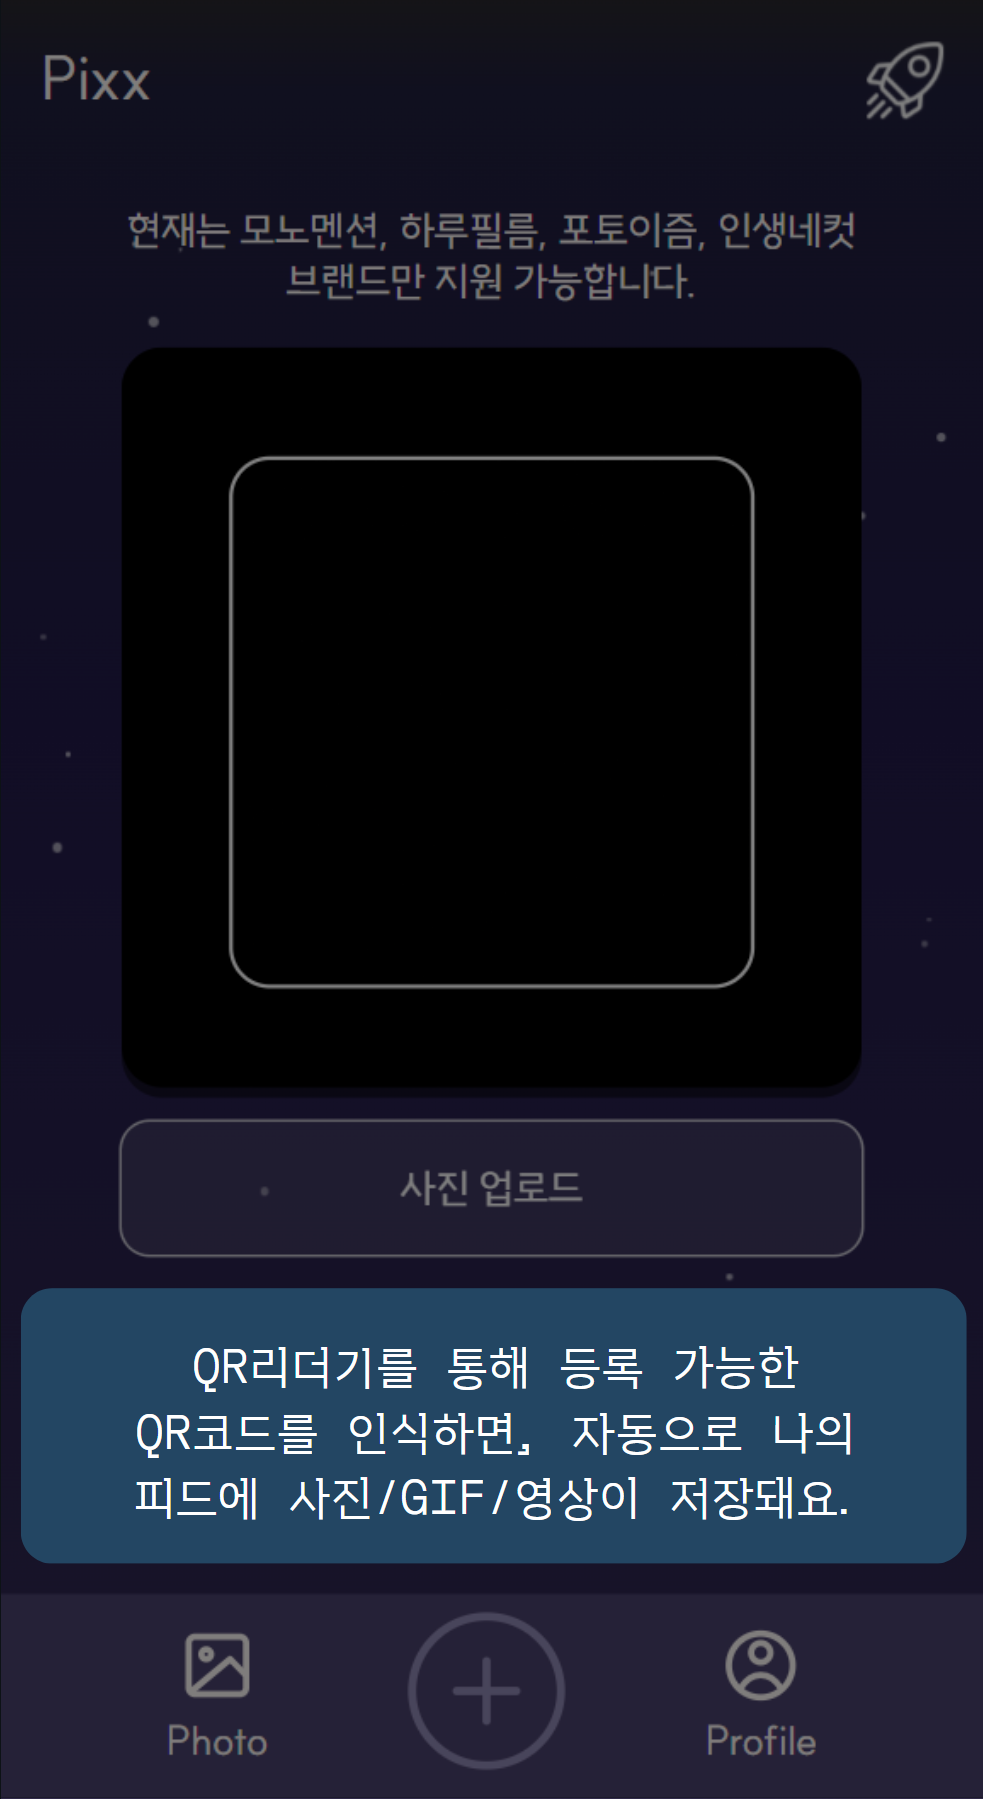 Pixx
현재는 모노멘션, 하루필름, 포토이즘, 인생네컷
브랜드만 지원 가능합니다.
사진 업로드
QR리더기를 통해 등록 가능한
QR코드를 인식하면, 자동으로 나의
피드에 사진/GIF/영상이 저장돼요.
Photo
Profile